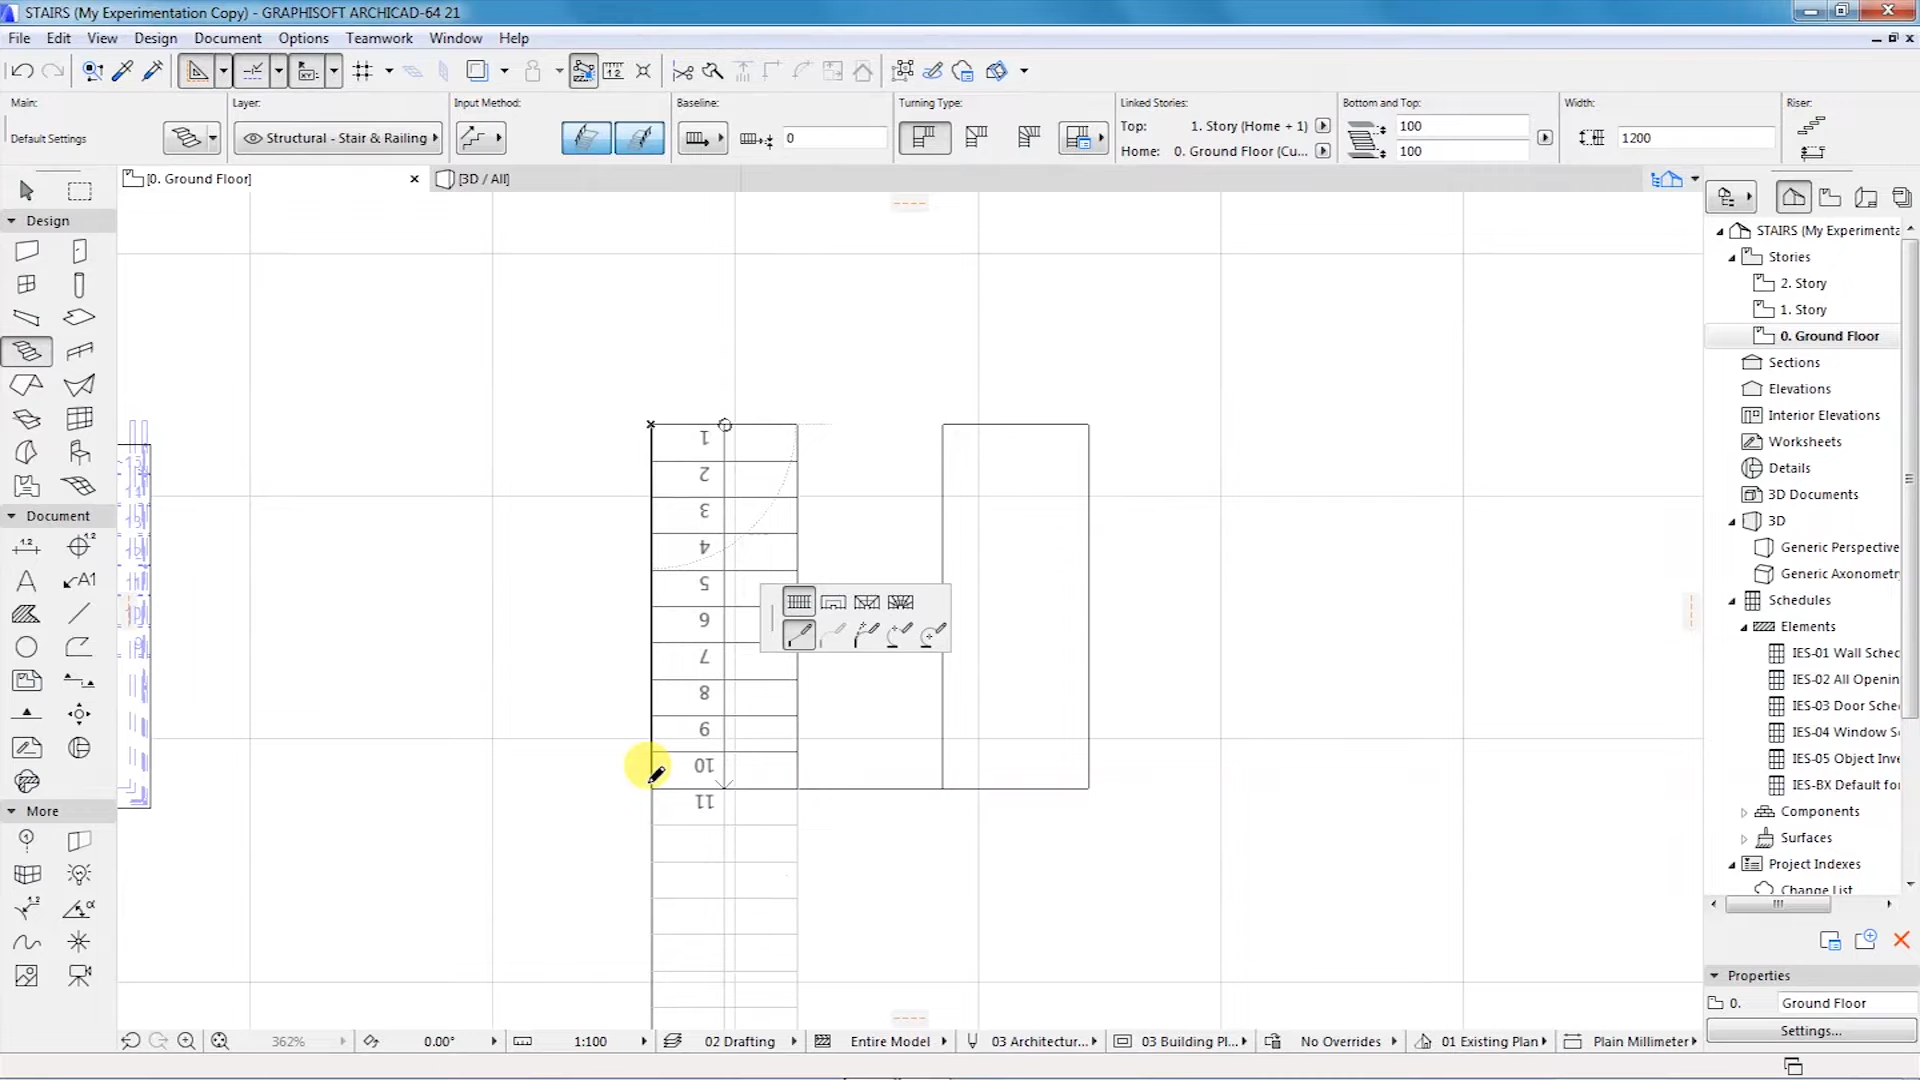 STAIRS (My Experimentation Copy) - GRAPHISOFT ARCHICAD-64 21
File Edit View Design Document Options Teamwork Window Help
Main:
Default Settings
Layer:
Structural - Stair & Railing
Input Method:
Baseline:
0
Turning Type:
Linked Stories:
Top: 1. Story (Home + 1)
Home: 0. Ground Floor (Cu...
Bottom and Top:
100
100
Width:
1200
Riser:
[0. Ground Floor]
[3D / All]
Design
Document
More
1
2
3
4
5
6
7
8
9
10
11
STAIRS (My Experimenta
Stories
2. Story
1. Story
0. Ground Floor
Sections
Elevations
Interior Elevations
Worksheets
Details
3D Documents
3D
Generic Perspective
Generic Axonometr
Schedules
Elements
IES-01 Wall Sched
IES-02 All Openin
IES-03 Door Sche
IES-04 Window S
IES-05 Object Inve
IES-BX Default fo
Components
Surfaces
Project Indexes
Change List
Properties
0. Ground Floor
Settings...
362%
0.00°
1:100
02 Drafting
Entire Model
03 Architectur...
03 Building Pl...
No Overrides
01 Existing Plan
Plain Millimeter